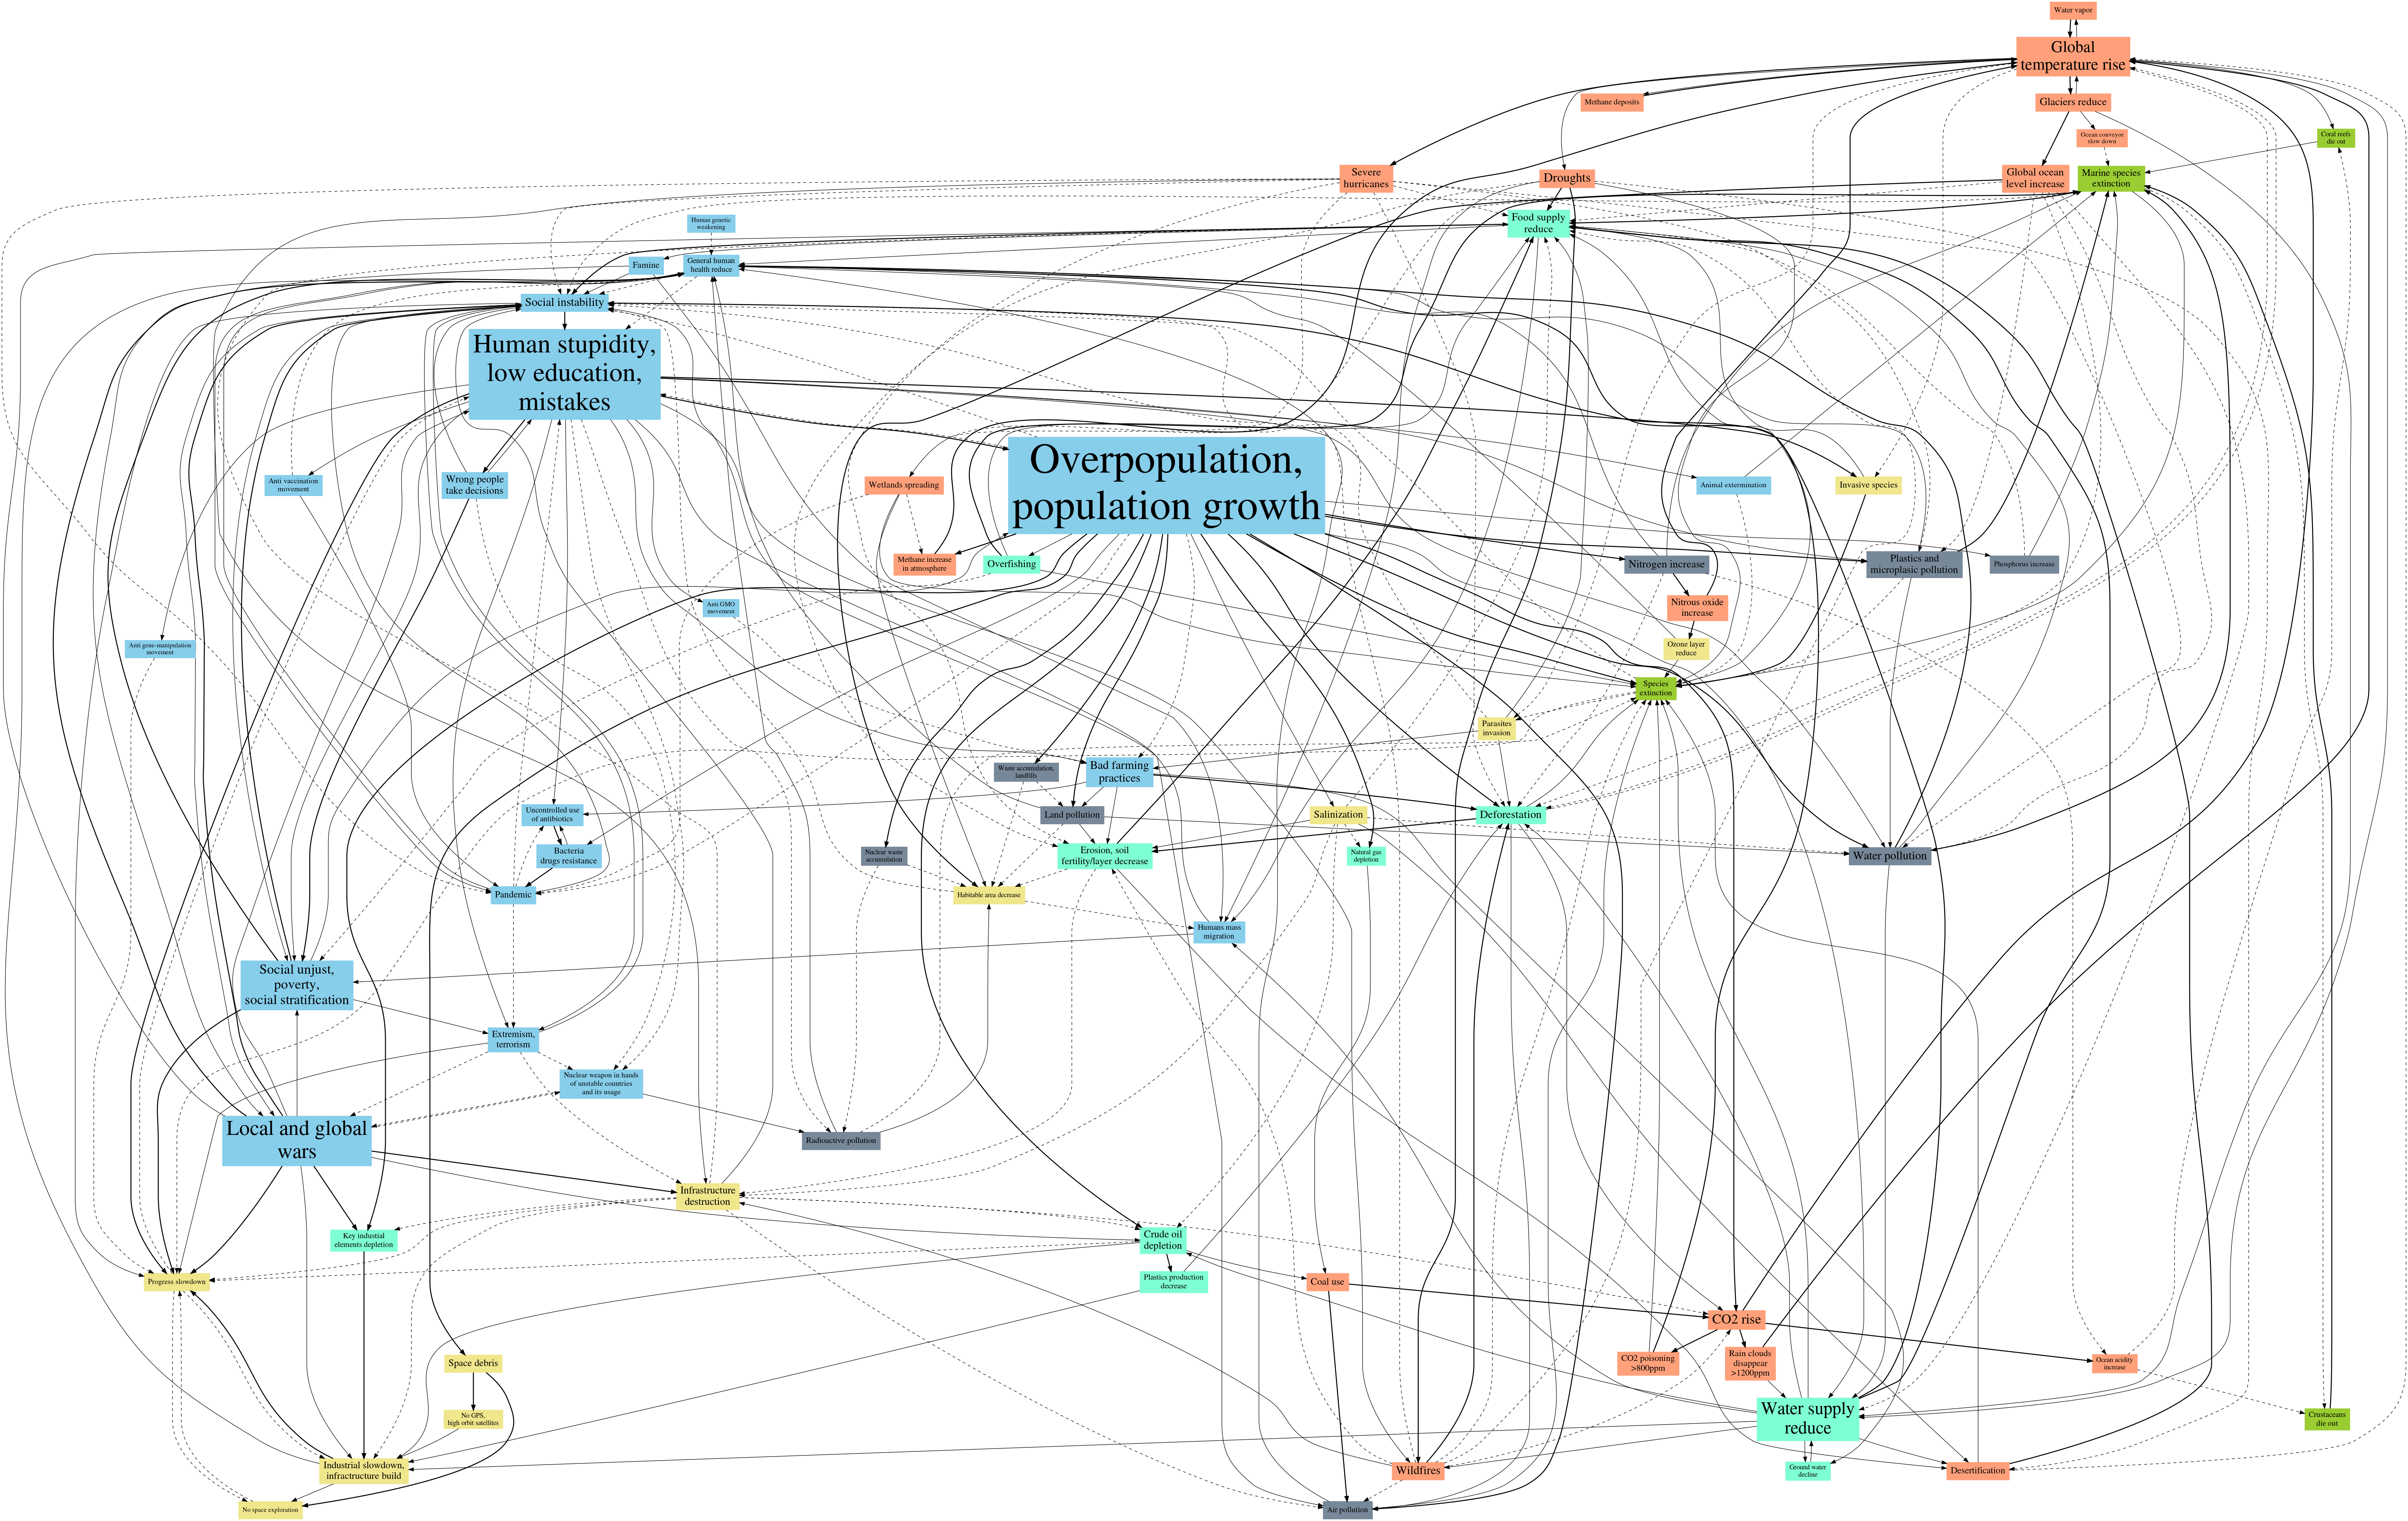 Water vapor
Global
temperature rise
Methane deposits
Glaciers reduce
Ocean conveyor
slow down
Coral reefs
die out
Severe
hurricanes
Droughts
Global ocean
level increase
Marine species
extinction
Human genetic
weakening
Food supply
reduce
Famine
General human
health reduce
Social instability
Human stupidity,
low education,
mistakes
Overpopulation,
population growth
Anti vaccination
movement
Wrong people
take decisions
Wetlands spreading
Animal extermination
Invasive species
Methane increase
in atmosphere
Overfishing
Nitrogen increase
Plastics and
microplasic pollution
Phosphorus increase
Anti GMO
movement
Nitrous oxide
increase
Anti gene-manipulation
movement
Ozone layer
reduce
Species
extinction
Parasites
invasion
Waste accumulation,
landfills
Bad farming
practices
Uncontrolled use
of antibiotics
Land pollution
Salinization
Deforestation
Bacteria
drugs resistance
Nuclear waste
accumulation
Erosion, soil
fertility/layer decrease
Natural gas
depletion
Water pollution
Pandemic
Habitable area decrease
Humans mass
migration
Social unjust,
poverty,
social stratification
Extremism,
terrorism
Nuclear weapon in hands
of unstable countries
and its usage
Local and global
wars
Radioactive pollution
Infrastructure
destruction
Key industial
elements depletion
Crude oil
depletion
Progress slowdown
Plastics production
decrease
Coal use
CO2 rise
Space debris
CO2 poisoning
>800ppm
Rain clouds
disappear
>1200ppm
Ocean acidity
increase
No GPS,
high orbit satellites
Water supply
reduce
Crustaceans
die out
Industrial slowdown,
infractructure build
Wildfires
Ground water
decline
Desertification
No space exploration
Air pollution